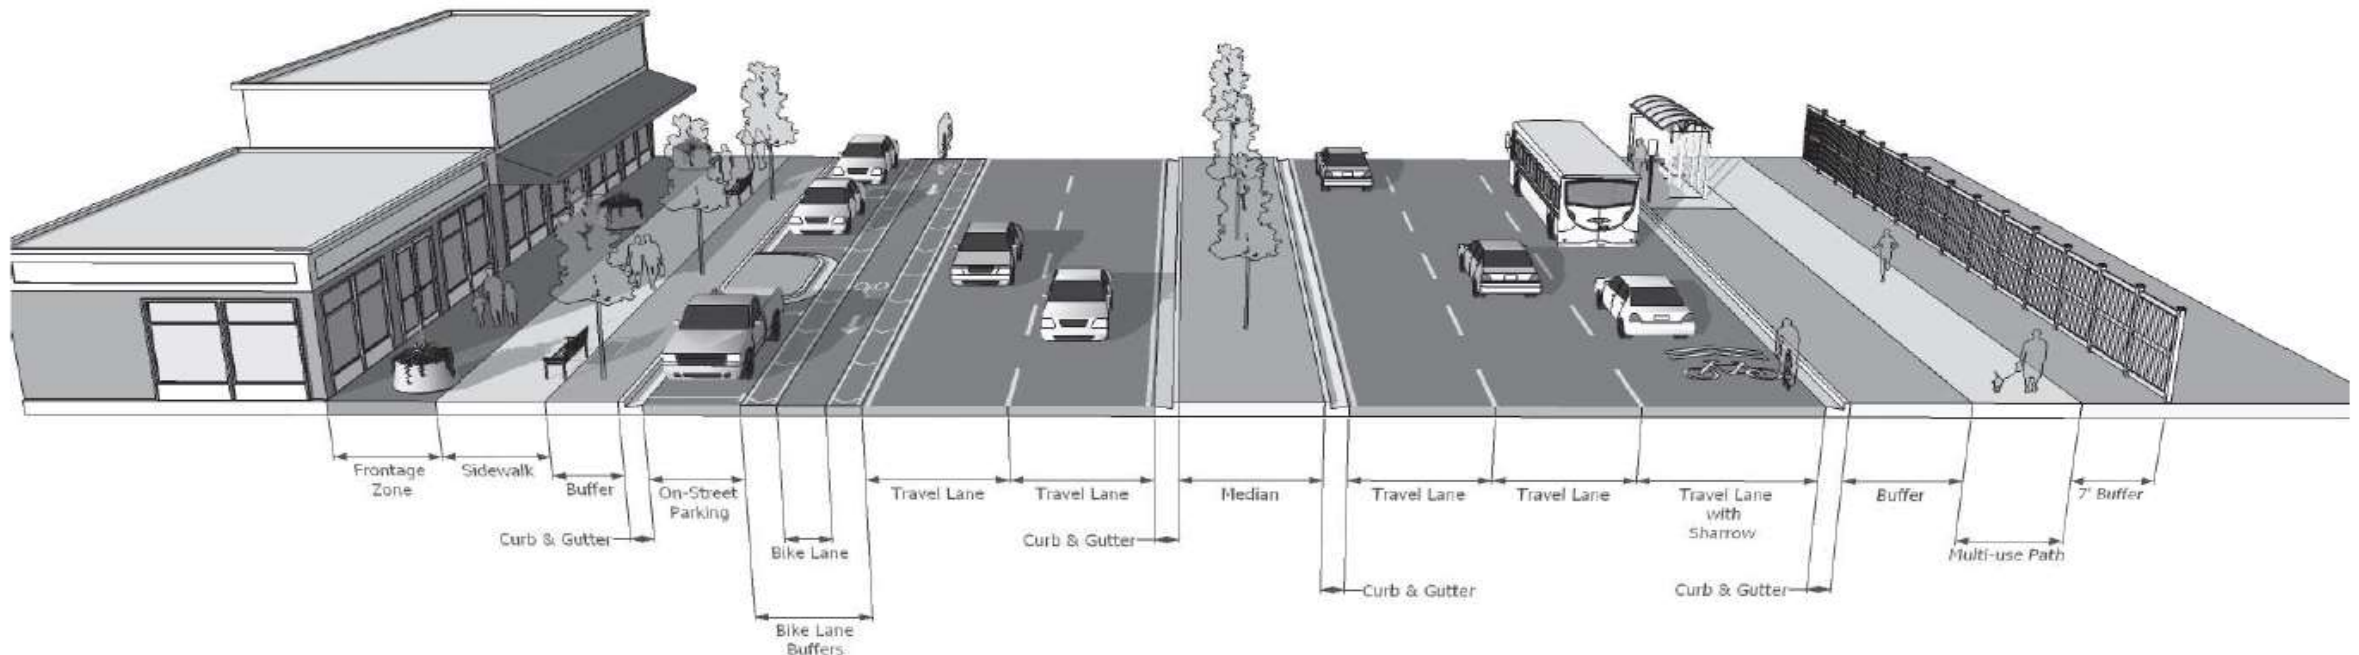 Frontage
Zone
Sidewalk
Buffer
Curb & Gutter
On-Street
Parking
Bike Lane
Bike Lane
Buffers
Travel Lane
Travel Lane
Curb & Gutter
Median
Curb & Gutter
Travel Lane
Travel Lane
Travel Lane
with
Sharrow
Curb & Gutter
Buffer
Multi-use Path
7' Buffer